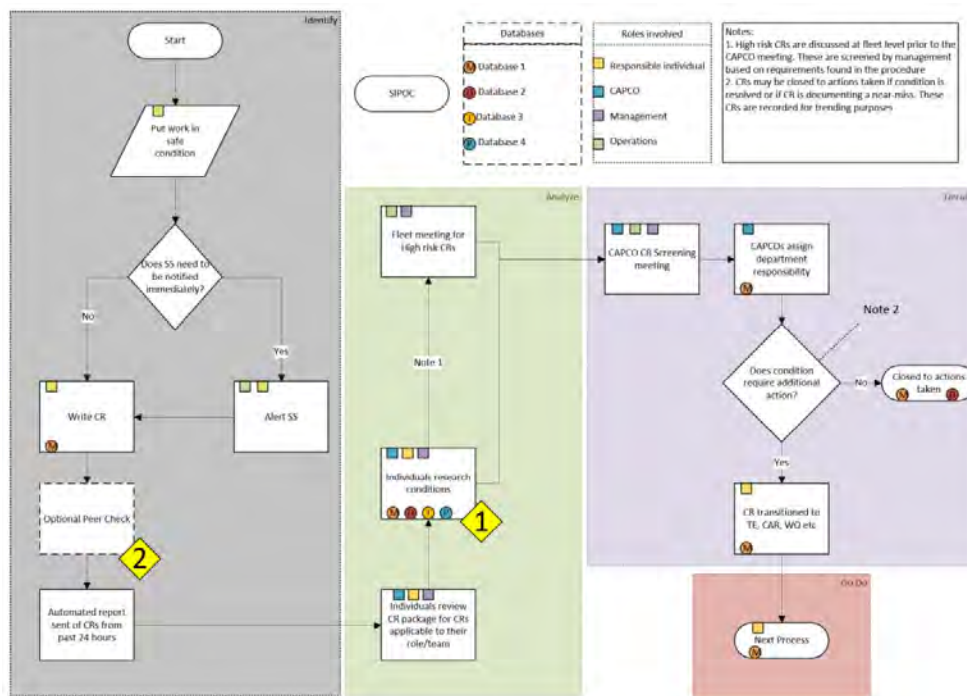 Identify
Start
Put work in
safe
condition
Does SS need to
be notified
immediately?
No
Yes
Write CR
M
Alert SS
Optional Peer Check
2
Automated report
sent of CRs from
past 24 hours
SIPOC
Databases
M Database 1
Database 2
I Database 3
P Database 4
Roles involved
Responsible individual
CAPCO
Management
Operations
Notes:
1. High risk CRs are discussed at fleet level prior to the
CAPCO meeting. These are screened by management
based on requirements found in the procedure
2. CRs may be closed to actions taken if condition is
resolved or if CR is documenting a near-miss. These
CRs are recorded for trending purposes
Analyze
Fleet meeting for
High risk CRs
Note 1
Individuals research
conditions
M
I
P
1
Individuals review
CR package for CRs
applicable to their
role/team
CAPCO CR Screening
meeting
CAPCOs assign
department
responsibility
M
Note 2
Does condition
require additional
action?
No
Closed to actions
taken
M
Yes
CR transitioned to
TE, CAR, WO etc
M
Go Do
Next Process
M